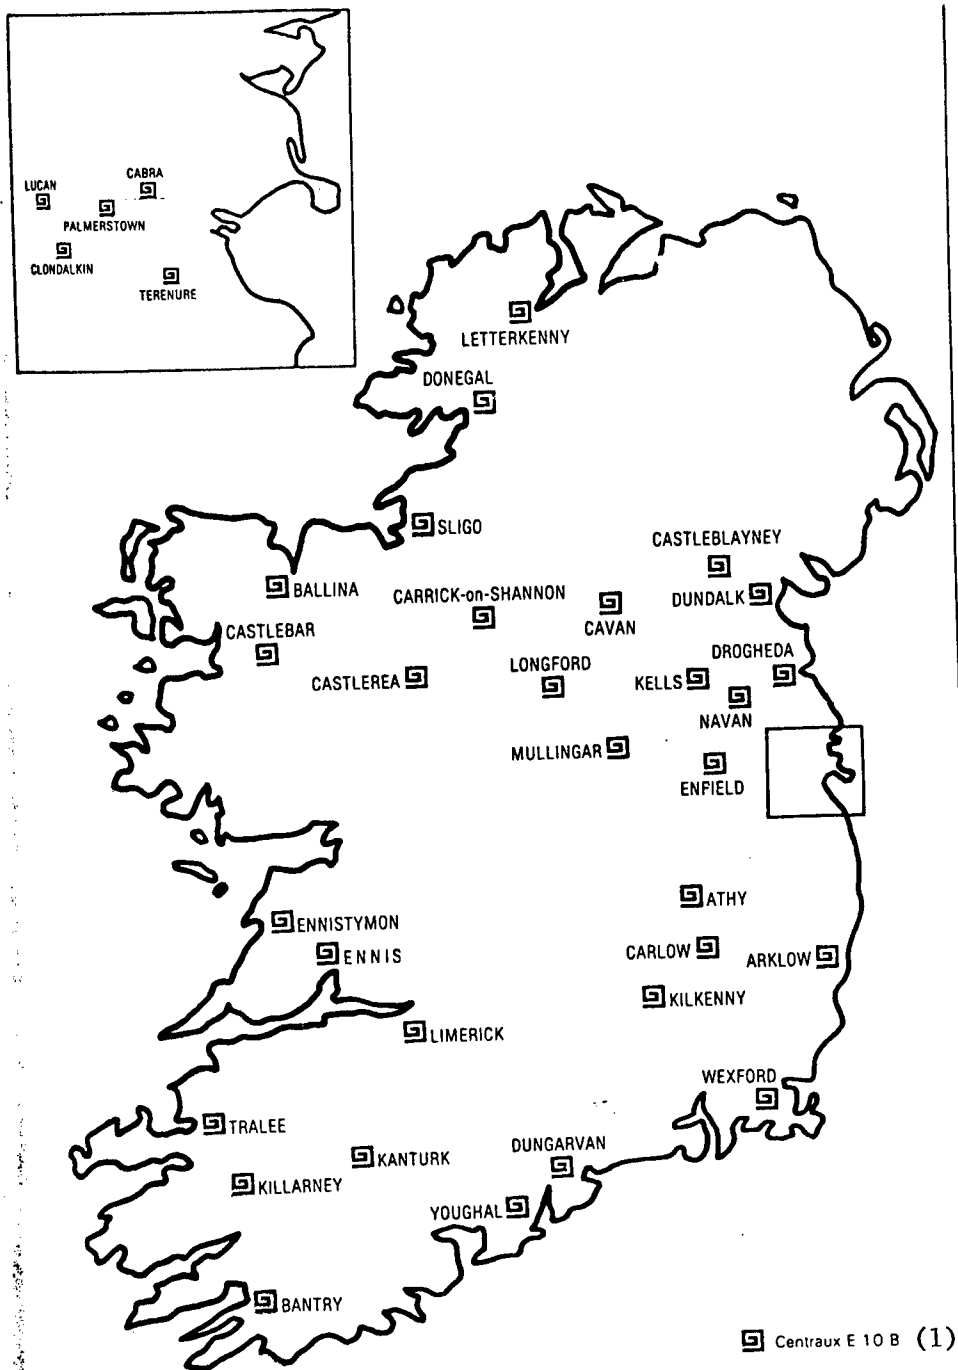 CABRA
LUCAN
PALMERSTOWN
CLONDALKIN
TERENURE
LETTERKENNY
DONEGAL
SLIGO
CASTLEBLAYNEY
BALLINA
CARRICK-on-SHANNON
DUNDALK
CAVAN
CASTLEBAR
DROGHEDA
LONGFORD
CASTLEREA
KELLS
NAVAN
MULLINGAR
ENFIELD
ATHY
ENNISTYMON
CARLOW
ENNIS
ARKLOW
KILKENNY
LIMERICK
WEXFORD
TRALEE
DUNGARVAN
KANTURK
KILLARNEY
YOUGHAL
BANTRY
Centraux E 10 B (1)